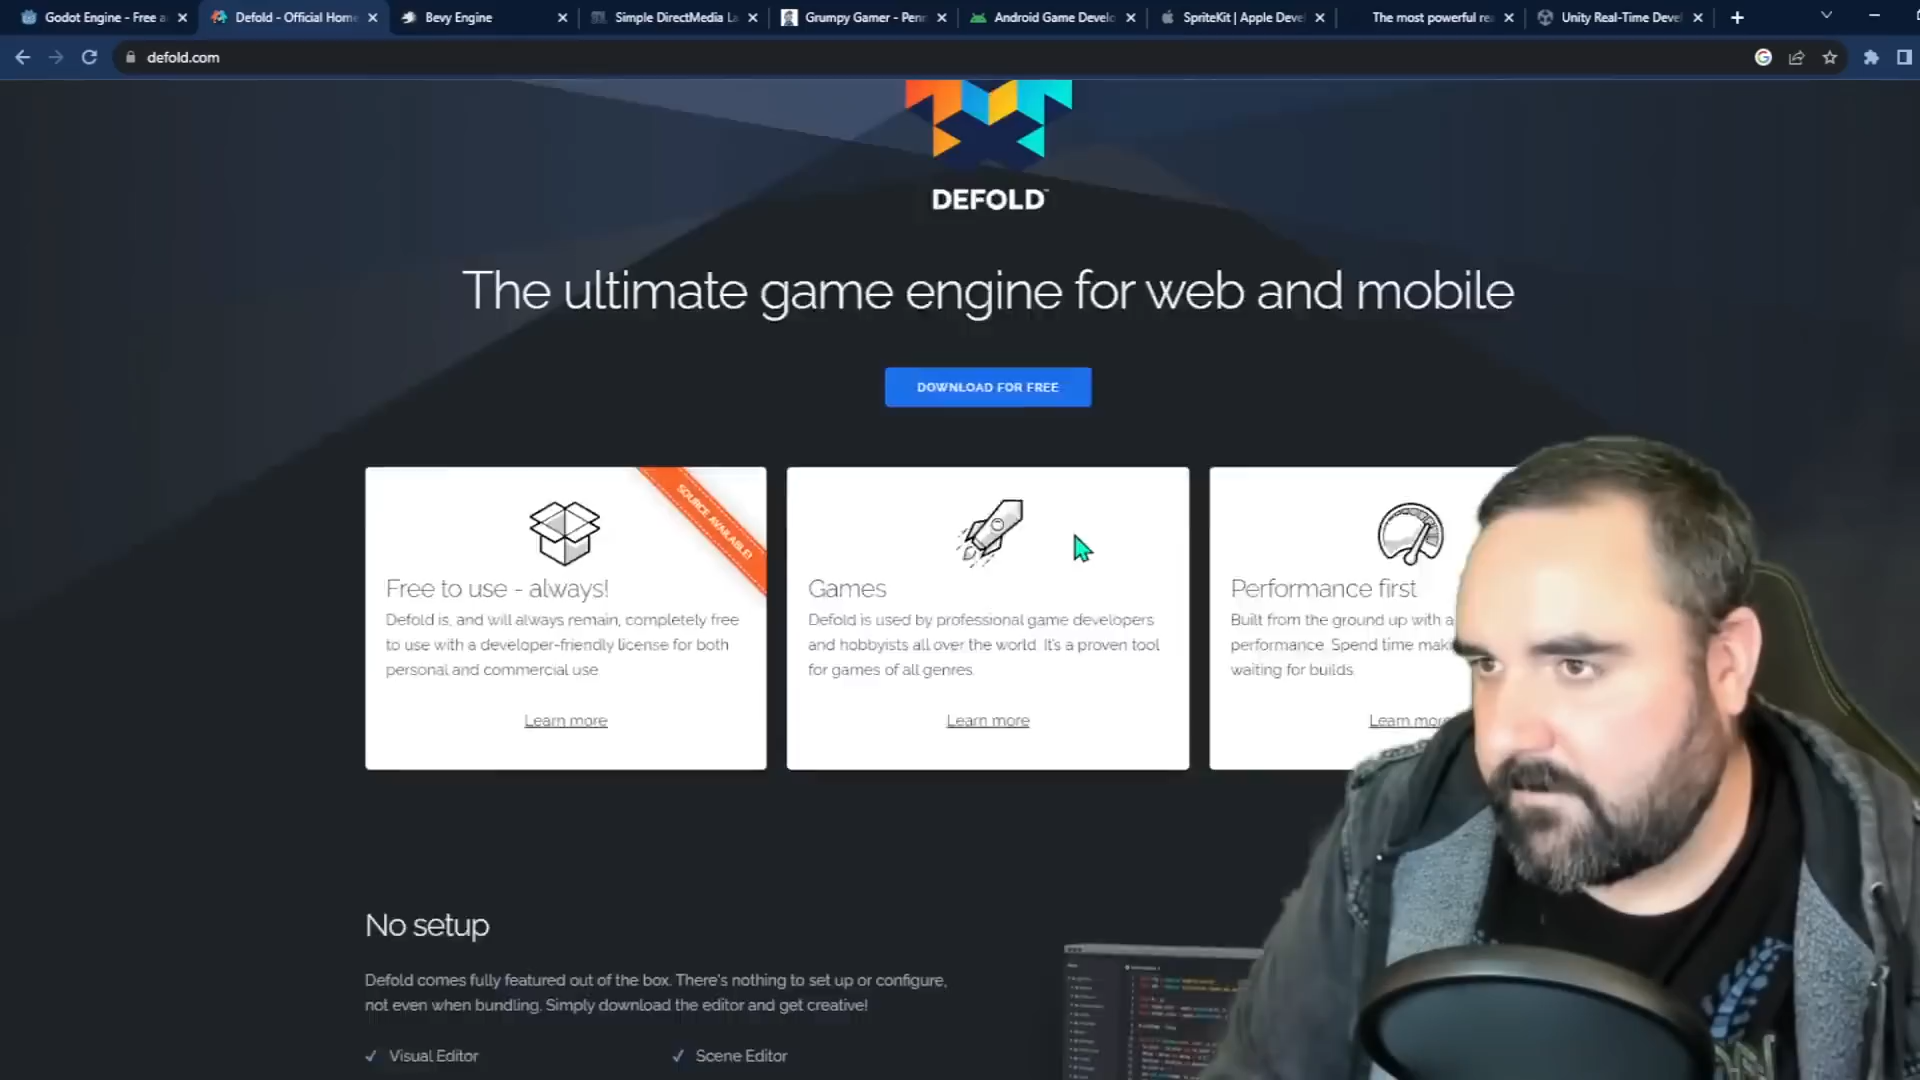 Godot Engine - Free a
Defold - Official Home
Bevy Engine
Simple DirectMedia La
Grumpy Gamer - Penn
Android Game Develo
SpriteKit | Apple Deve
The most powerful re
Unity Real-Time Deve
defold.com
DEFOLD™
The ultimate game engine for web and mobile
DOWNLOAD FOR FREE
SOURCE AVAILABLE!
Free to use - always!
Defold is, and will always remain, completely free
to use with a developer-friendly license for both
personal and commercial use
Learn more
Games
Defold is used by professional game developers
and hobbyists all over the world. It's a proven tool
for games of all genres.
Learn more
Performance first
Built from the ground up with a
performance. Spend time maki
waiting for builds.
Learn more
No setup
Defold comes fully featured out of the box. There's nothing to set up or configure,
not even when bundling. Simply download the editor and get creative!
✓ Visual Editor
✓ Scene Editor